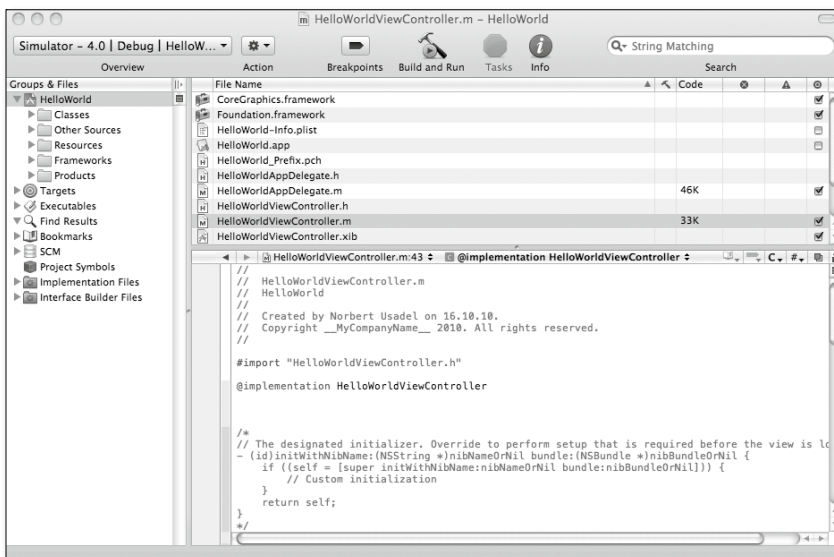 HelloWorldViewController.m – HelloWorld
Simulator – 4.0 | Debug | HelloW...
String Matching
Overview
Action
Breakpoints
Build and Run
Tasks
Info
Search
Groups & Files
HelloWorld
Classes
Other Sources
Resources
Frameworks
Products
Targets
Executables
Find Results
Bookmarks
SCM
Project Symbols
Implementation Files
Interface Builder Files
File Name
Code
CoreGraphics.framework
Foundation.framework
HelloWorld-Info.plist
HelloWorld.app
HelloWorld_Prefix.pch
HelloWorldAppDelegate.h
HelloWorldAppDelegate.m 46K
HelloWorldViewController.h
HelloWorldViewController.m 33K
HelloWorldViewController.xib
HelloWorldViewController.m:43 @implementation HelloWorldViewController C #
//
// HelloWorldViewController.m
// HelloWorld
//
// Created by Norbert Usadel on 16.10.10.
// Copyright __MyCompanyName__ 2010. All rights reserved.
//
#import "HelloWorldViewController.h"
@implementation HelloWorldViewController
/*
// The designated initializer. Override to perform setup that is required before the view is lo
- (id)initWithNibName:(NSString *)nibNameOrNil bundle:(NSBundle *)nibBundleOrNil {
if ((self = [super initWithNibName:nibNameOrNil bundle:nibBundleOrNil])) {
// Custom initialization
}
return self;
}
*/